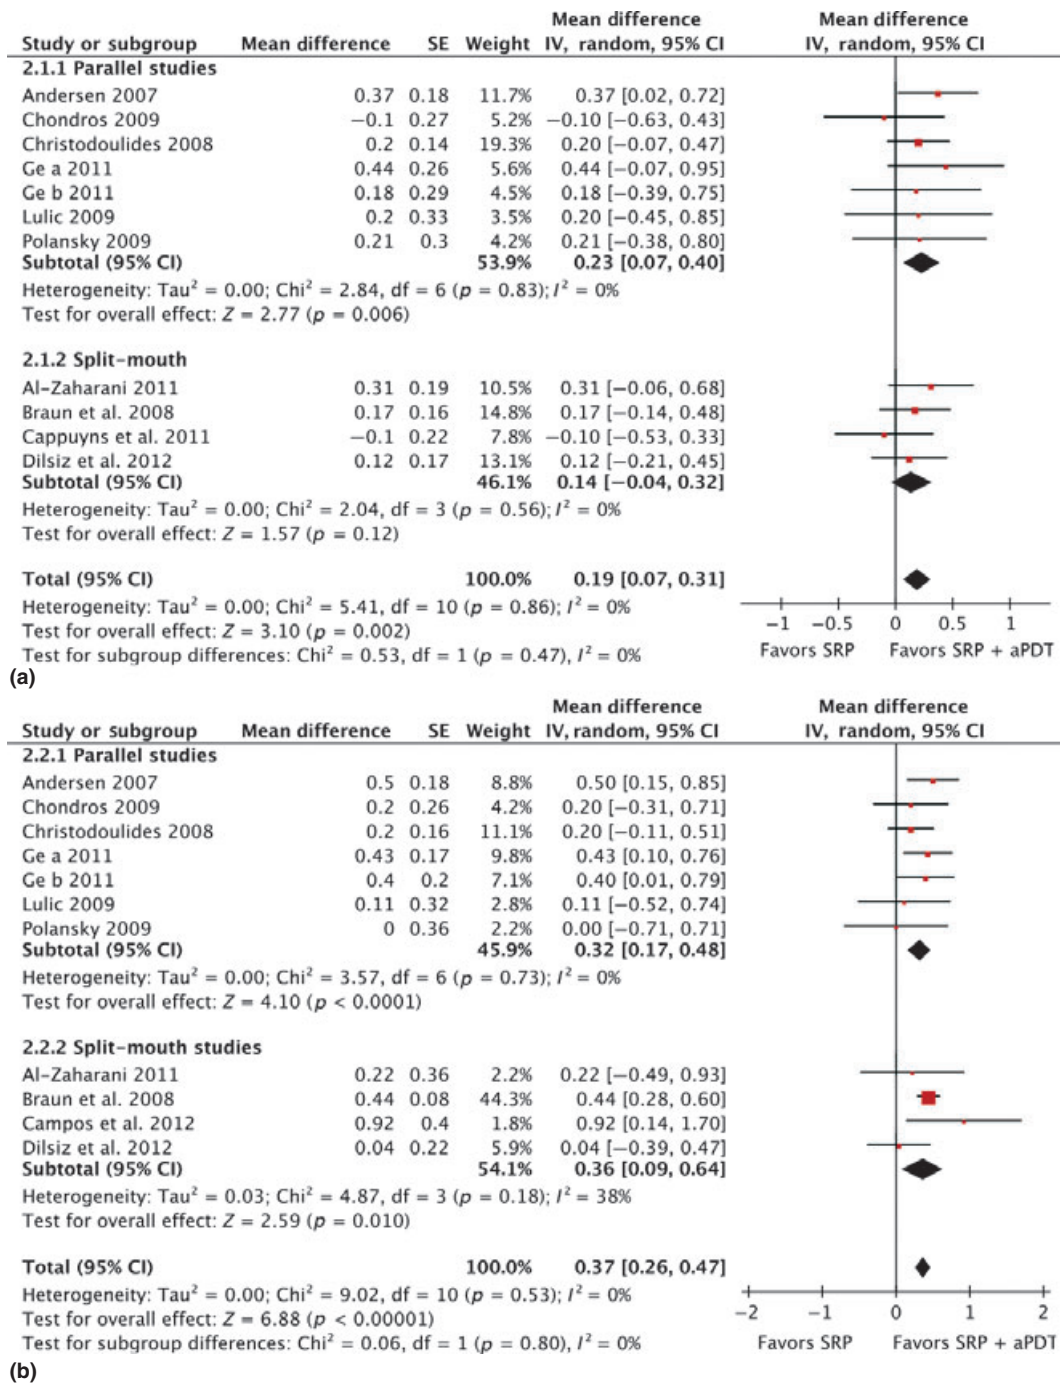 Mean difference Mean difference
Study or subgroup Mean difference SE Weight IV, random, 95% CI IV, random, 95% CI
2.1.1 Parallel studies
Andersen 2007 0.37 0.18 11.7% 0.37 [0.02, 0.72]
Chondros 2009 −0.1 0.27 5.2% −0.10 [−0.63, 0.43]
Christodoulides 2008 0.2 0.14 19.3% 0.20 [−0.07, 0.47]
Ge a 2011 0.44 0.26 5.6% 0.44 [−0.07, 0.95]
Ge b 2011 0.18 0.29 4.5% 0.18 [−0.39, 0.75]
Lulic 2009 0.2 0.33 3.5% 0.20 [−0.45, 0.85]
Polansky 2009 0.21 0.3 4.2% 0.21 [−0.38, 0.80]
Subtotal (95% CI) 53.9% 0.23 [0.07, 0.40]
Heterogeneity: Tau² = 0.00; Chi² = 2.84, df = 6 (p = 0.83); I² = 0%
Test for overall effect: Z = 2.77 (p = 0.006)
2.1.2 Split−mouth
Al−Zaharani 2011 0.31 0.19 10.5% 0.31 [−0.06, 0.68]
Braun et al. 2008 0.17 0.16 14.8% 0.17 [−0.14, 0.48]
Cappuyns et al. 2011 −0.1 0.22 7.8% −0.10 [−0.53, 0.33]
Dilsiz et al. 2012 0.12 0.17 13.1% 0.12 [−0.21, 0.45]
Subtotal (95% CI) 46.1% 0.14 [−0.04, 0.32]
Heterogeneity: Tau² = 0.00; Chi² = 2.04, df = 3 (p = 0.56); I² = 0%
Test for overall effect: Z = 1.57 (p = 0.12)
Total (95% CI) 100.0% 0.19 [0.07, 0.31]
Heterogeneity: Tau² = 0.00; Chi² = 5.41, df = 10 (p = 0.86); I² = 0%
Test for overall effect: Z = 3.10 (p = 0.002)
Test for subgroup differences: Chi² = 0.53, df = 1 (p = 0.47), I² = 0%
−1 −0.5 0 0.5 1
Favors SRP Favors SRP + aPDT
(a)
Mean difference Mean difference
Study or subgroup Mean difference SE Weight IV, random, 95% CI IV, random, 95% CI
2.2.1 Parallel studies
Andersen 2007 0.5 0.18 8.8% 0.50 [0.15, 0.85]
Chondros 2009 0.2 0.26 4.2% 0.20 [−0.31, 0.71]
Christodoulides 2008 0.2 0.16 11.1% 0.20 [−0.11, 0.51]
Ge a 2011 0.43 0.17 9.8% 0.43 [0.10, 0.76]
Ge b 2011 0.4 0.2 7.1% 0.40 [0.01, 0.79]
Lulic 2009 0.11 0.32 2.8% 0.11 [−0.52, 0.74]
Polansky 2009 0 0.36 2.2% 0.00 [−0.71, 0.71]
Subtotal (95% CI) 45.9% 0.32 [0.17, 0.48]
Heterogeneity: Tau² = 0.00; Chi² = 3.57, df = 6 (p = 0.73); I² = 0%
Test for overall effect: Z = 4.10 (p < 0.0001)
2.2.2 Split−mouth studies
Al−Zaharani 2011 0.22 0.36 2.2% 0.22 [−0.49, 0.93]
Braun et al. 2008 0.44 0.08 44.3% 0.44 [0.28, 0.60]
Campos et al. 2012 0.92 0.4 1.8% 0.92 [0.14, 1.70]
Dilsiz et al. 2012 0.04 0.22 5.9% 0.04 [−0.39, 0.47]
Subtotal (95% CI) 54.1% 0.36 [0.09, 0.64]
Heterogeneity: Tau² = 0.03; Chi² = 4.87, df = 3 (p = 0.18); I² = 38%
Test for overall effect: Z = 2.59 (p = 0.010)
Total (95% CI) 100.0% 0.37 [0.26, 0.47]
Heterogeneity: Tau² = 0.00; Chi² = 9.02, df = 10 (p = 0.53); I² = 0%
Test for overall effect: Z = 6.88 (p < 0.00001)
Test for subgroup differences: Chi² = 0.06, df = 1 (p = 0.80), I² = 0%
−2 −1 0 1 2
Favors SRP Favors SRP + aPDT
(b)